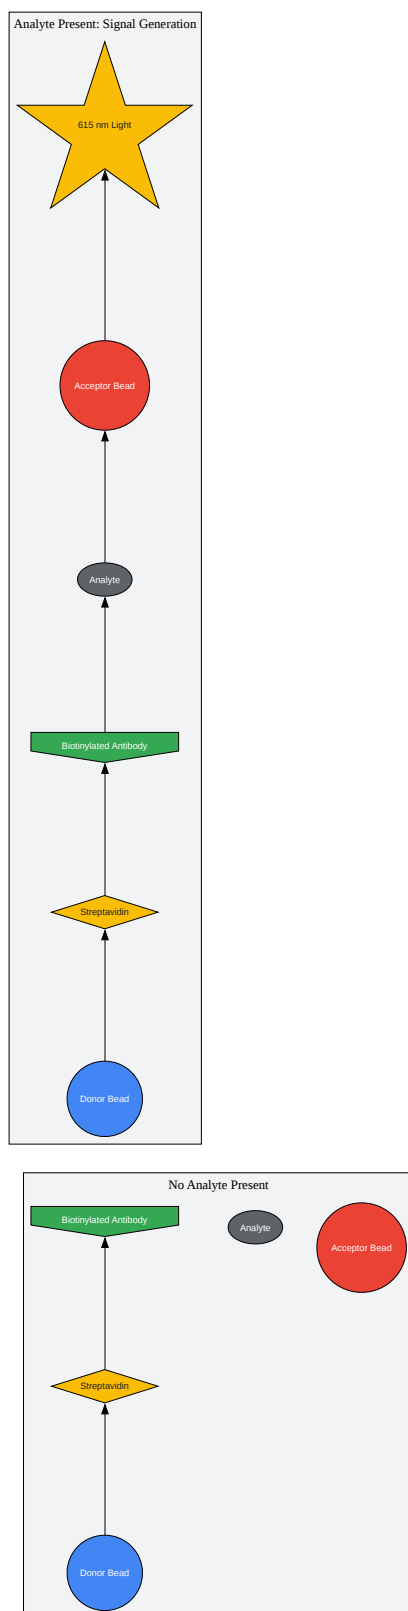 Analyte Present: Signal Generation
615 nm Light
Acceptor Bead
Analyte
Biotinylated Antibody
Streptavidin
Donor Bead
No Analyte Present
Biotinylated Antibody
Analyte
Acceptor Bead
Streptavidin
Donor Bead